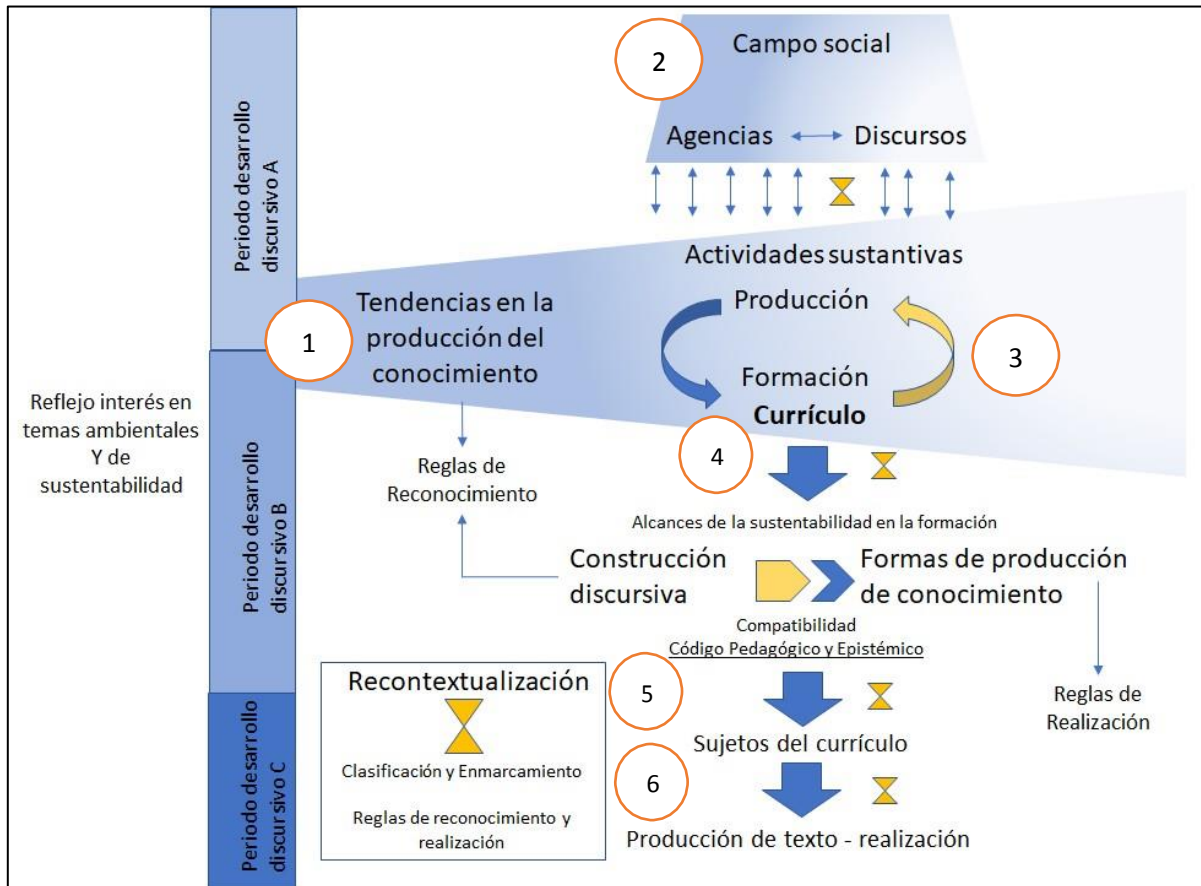 Periodo desarrollo
discursivo A
Periodo desarrollo
discursivo B
Periodo desarrollo
discursivo C
Reflejo interés en
temas ambientales
Y de
sustentabilidad
2
Campo social
Agencias
Discursos
1
Tendencias en la
producción del
conocimiento
Actividades sustantivas
Producción
3
Formación
Currículo
4
Reglas de
Reconocimiento
Alcances de la sustentabilidad en la formación
Construcción
discursiva
Formas de producción
de conocimiento
Compatibilidad
Código Pedagógico y Epistémico
Reglas de
Realización
Recontextualización
Clasificación y Enmarcamiento
Reglas de reconocimiento y
realización
5
Sujetos del currículo
6
Producción de texto - realización